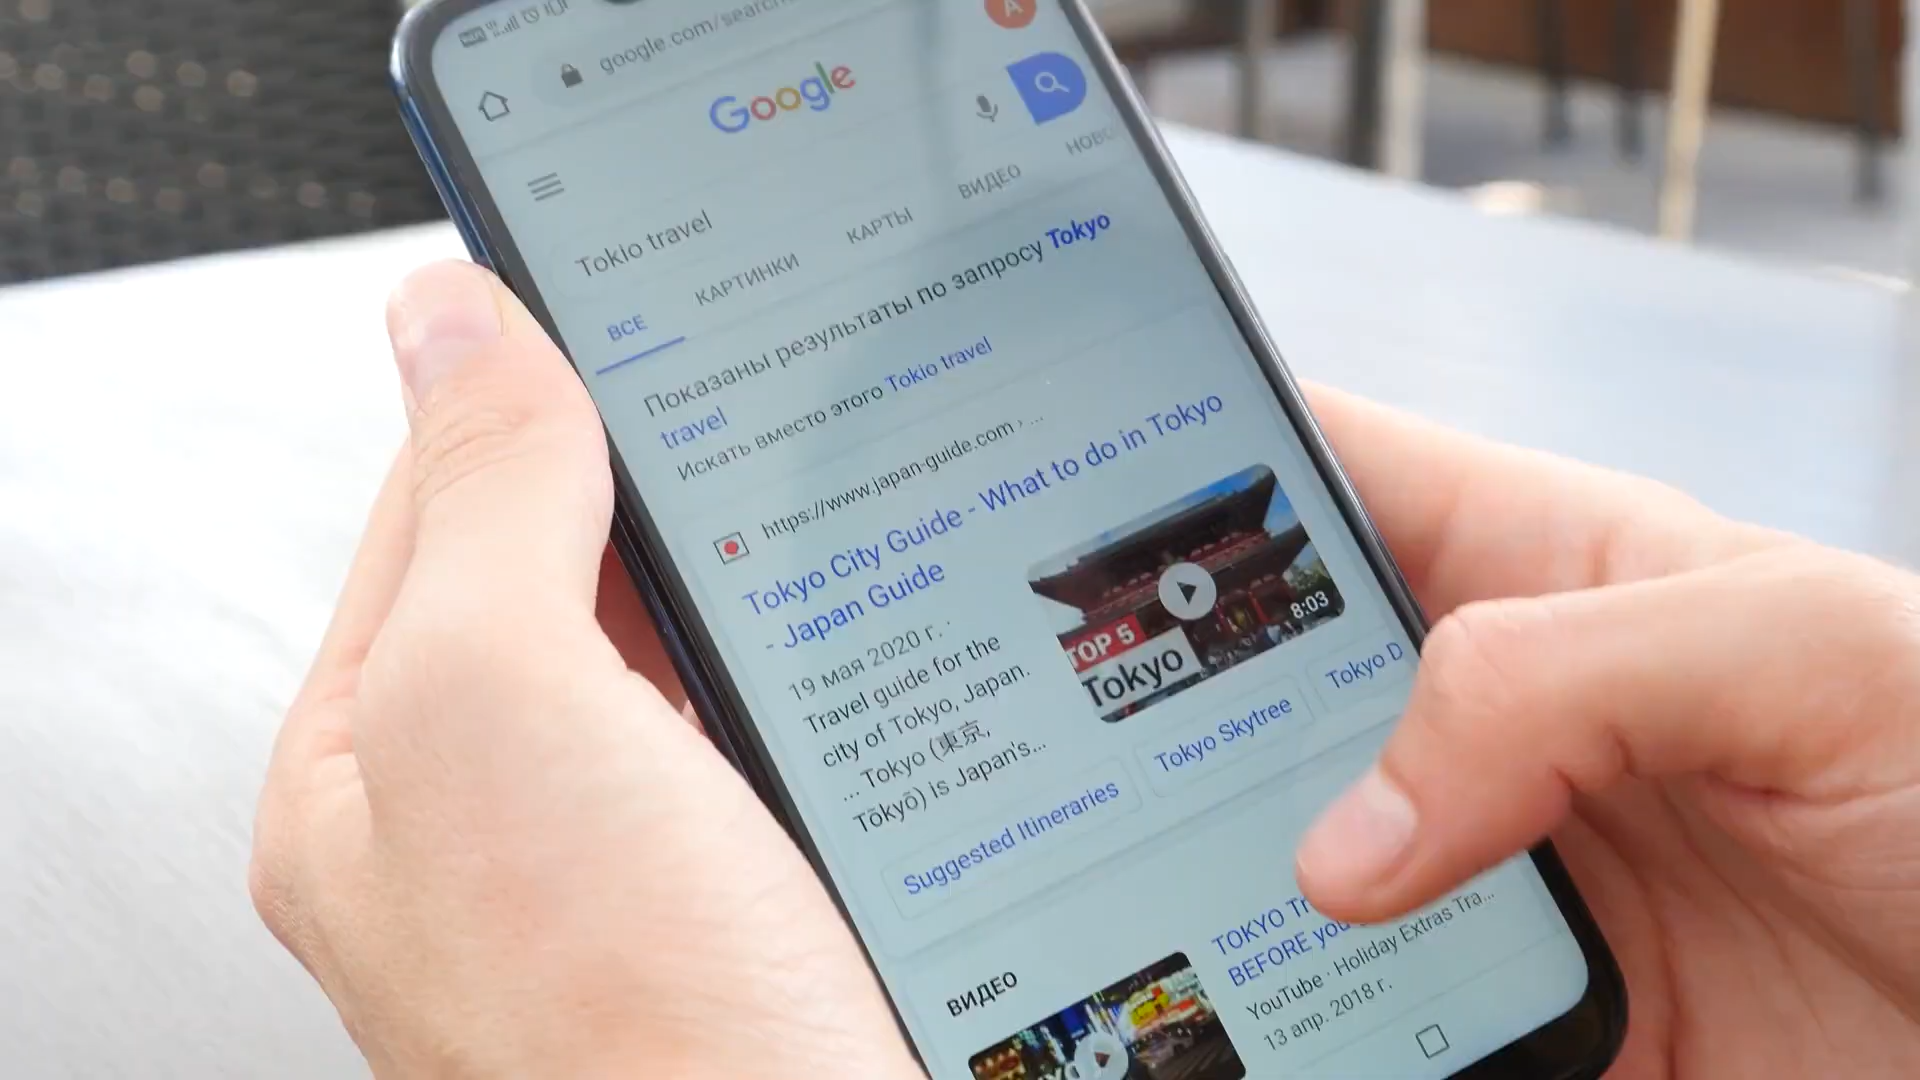 google.com/search
A
Google
Tokio travel
ВСЕ КАРТИНКИ КАРТЫ ВИДЕО
Показаны результаты по запросу Tokyo
travel
Искать вместо этого Tokio travel
https://www.japan-guide.com › ...
Tokyo City Guide - What to do in Tokyo
- Japan Guide
19 мая 2020 г. ·
Travel guide for the
city of Tokyo, Japan.
... Tokyo (東京,
Tōkyō) is Japan's...
TOP 5
Tokyo
8:03
Suggested Itineraries
Tokyo Skytree
Tokyo D
ВИДЕО
TOKYO
BEFORE you
YouTube · Holiday Extras Tra...
13 апр. 2018 г.